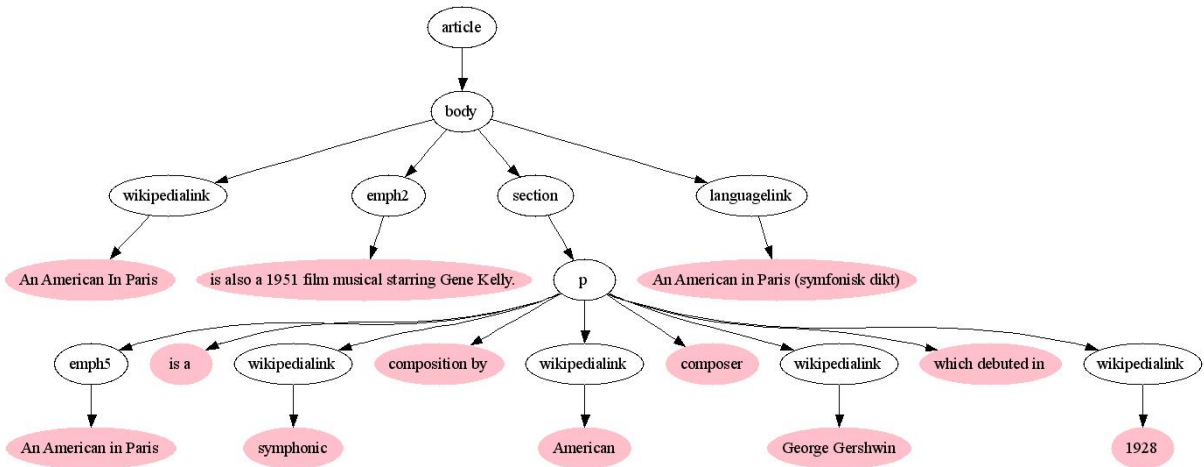 article
body
wikipedialink emph2 section languagelink
An American In Paris is also a 1951 film musical starring Gene Kelly. p An American in Paris (symfonisk dikt)
emph5 is a wikipedialink composition by wikipedialink composer wikipedialink which debuted in wikipedialink
An American in Paris symphonic American George Gershwin 1928